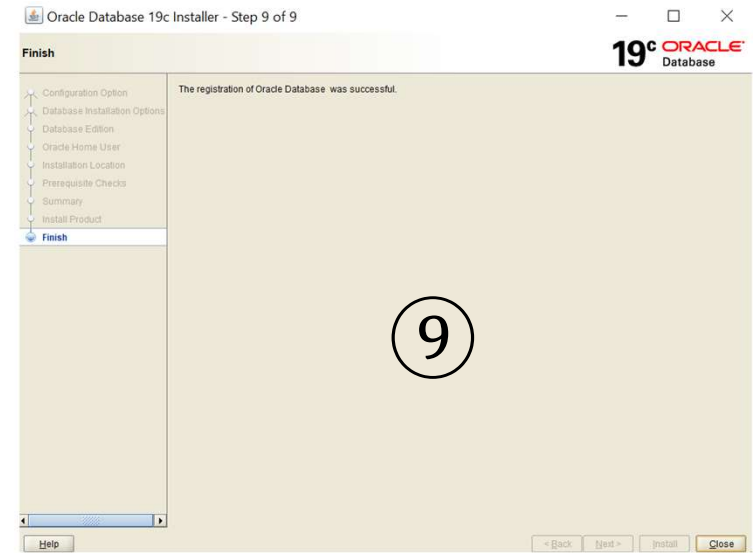 Oracle Database 19c Installer - Step 9 of 9
Finish
19c ORACLE
Database
Configuration Option
Database Installation Options
Database Edition
Oracle Home User
Installation Location
Prerequisite Checks
Summary
Install Product
Finish
The registration of Oracle Database was successful.
9
Help
< Back
Next >
Install
Close